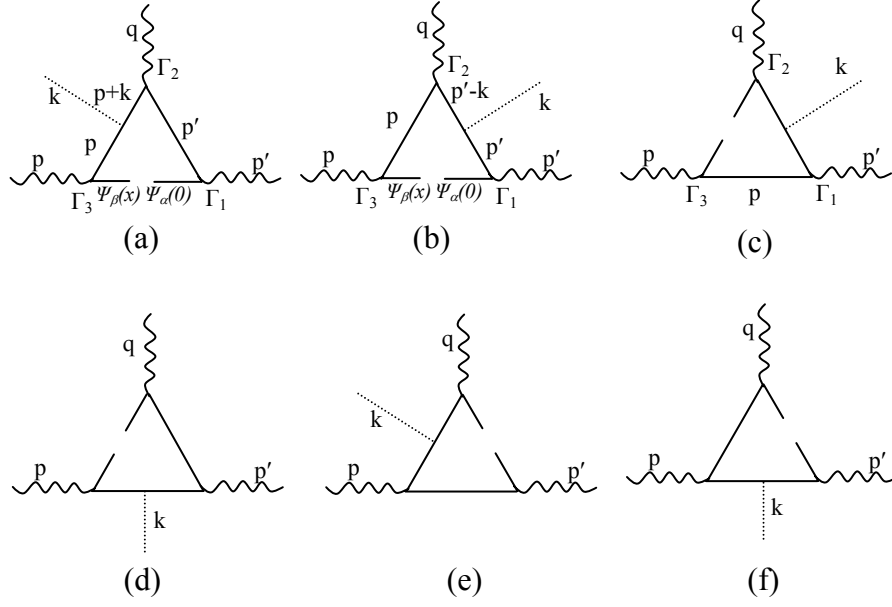 q q q
Γ₂ Γ₂ Γ₂
k p+k p′-k k k
p p′ p p′
p p′ p p′ p p′
Γ₃ Ψβ(x) Ψα(0) Γ₁ Γ₃ Ψβ(x) Ψα(0) Γ₁ Γ₃ p Γ₁
(a) (b) (c)
q q q
k
p p′ p p′ p p′
k k
(d) (e) (f)